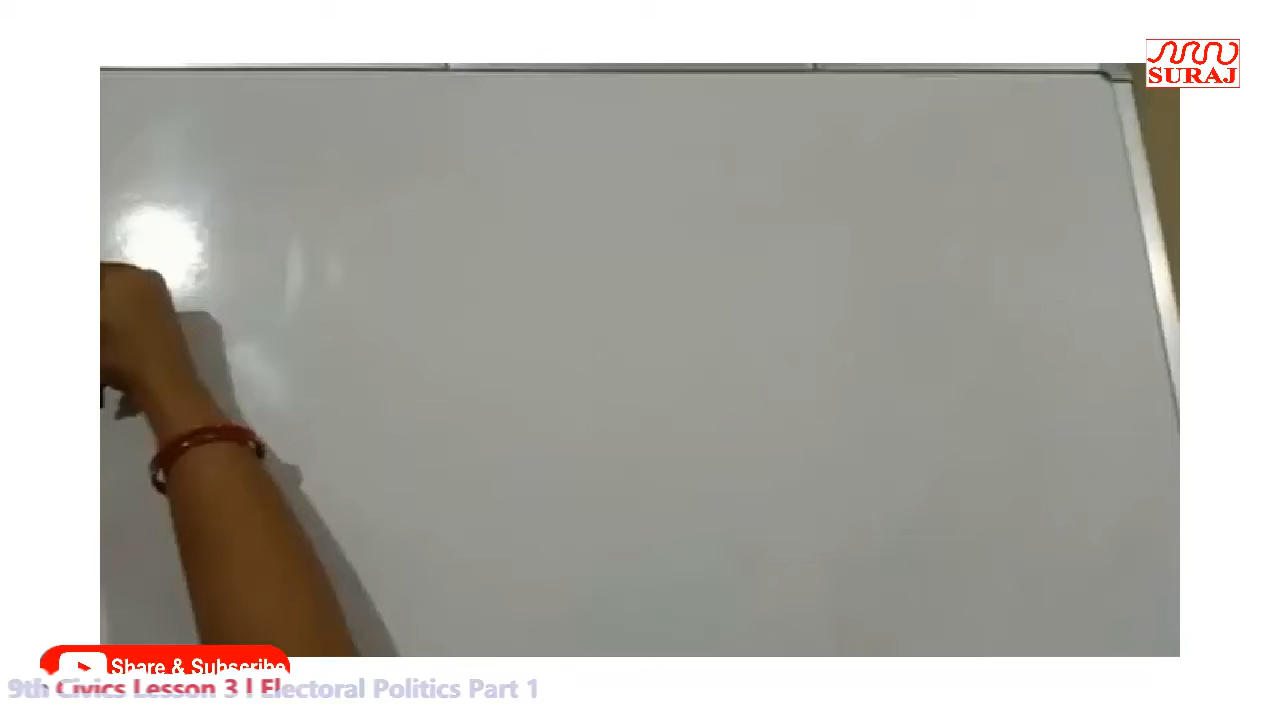 SURAJ
Share & Subscribe
9th Civics Lesson 3 I Electoral Politics Part 1